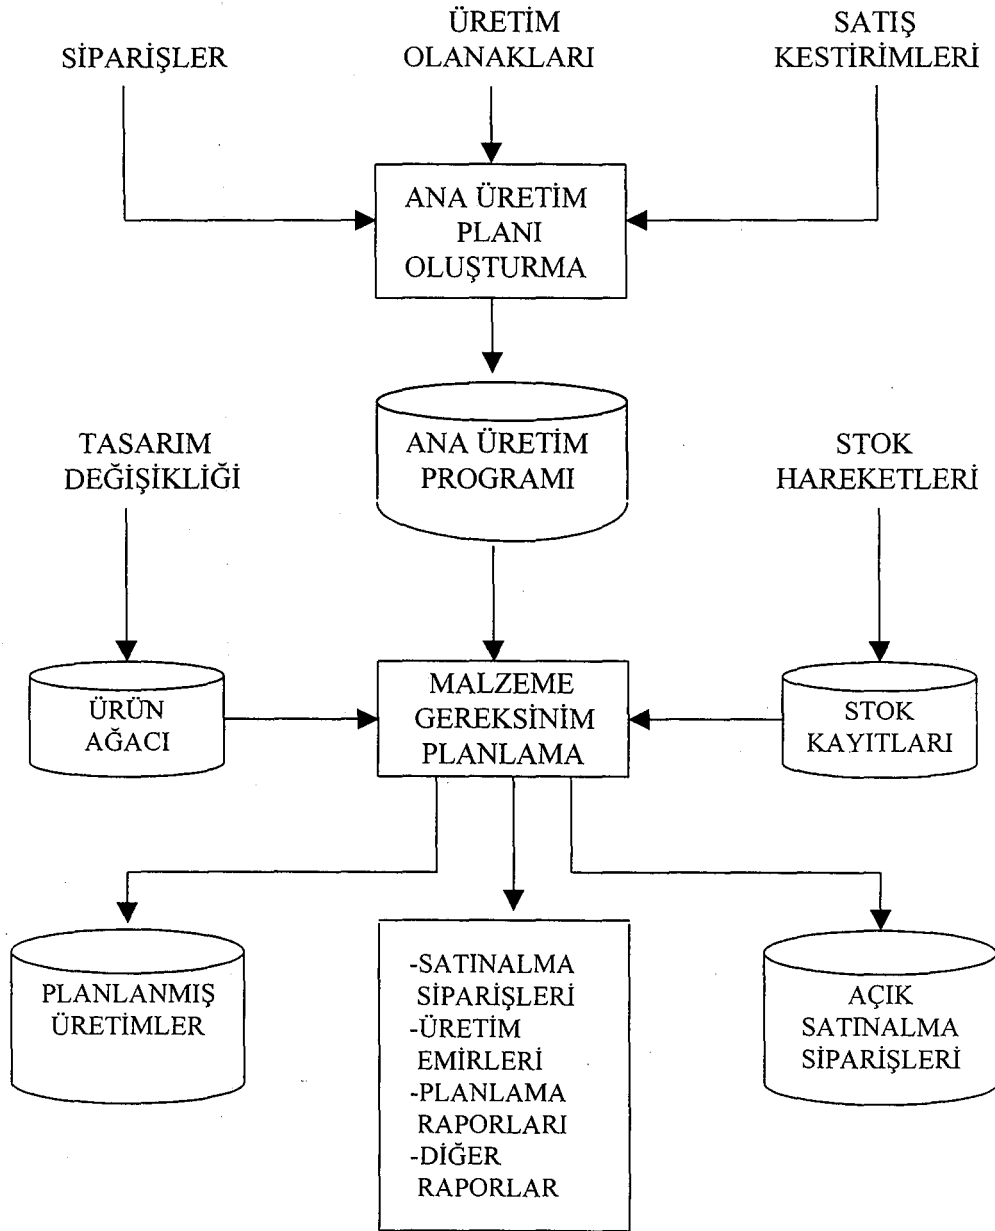 SİPARİŞLER
ÜRETİM
OLANAKLARI
SATIŞ
KESTİRİMLERİ
ANA ÜRETİM
PLANI
OLUŞTURMA
ANA ÜRETİM
PROGRAMI
TASARIM
DEĞİŞİKLİĞİ
STOK
HAREKETLERİ
ÜRÜN
AĞACI
MALZEME
GEREKSİNİM
PLANLAMA
STOK
KAYITLARI
PLANLANMIŞ
ÜRETİMLER
-SATINALMA
SİPARİŞLERİ
-ÜRETİM
EMİRLERİ
-PLANLAMA
RAPORLARI
-DİĞER
RAPORLAR
AÇIK
SATINALMA
SİPARİŞLERİ